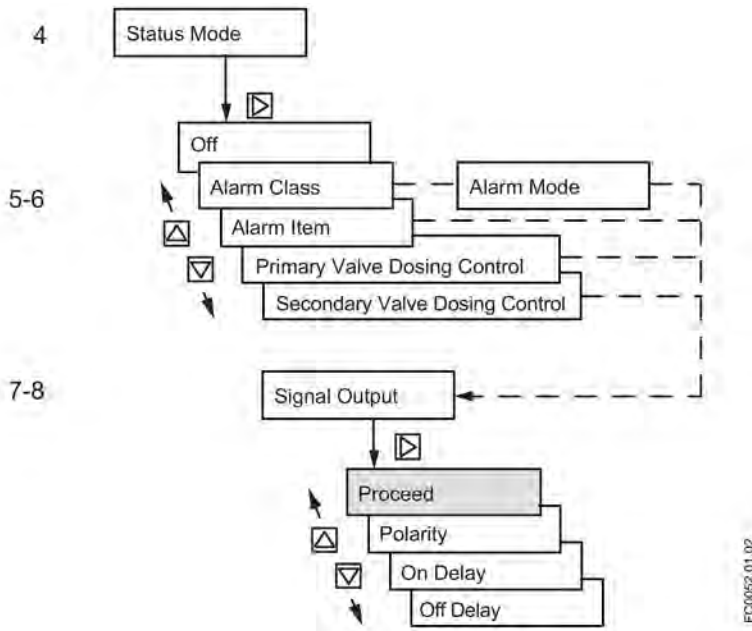 4
Status Mode
Off
5-6
Alarm Class
Alarm Mode
Alarm Item
Primary Valve Dosing Control
Secondary Valve Dosing Control
7-8
Signal Output
Proceed
Polarity
On Delay
Off Delay
FC0052.01.02